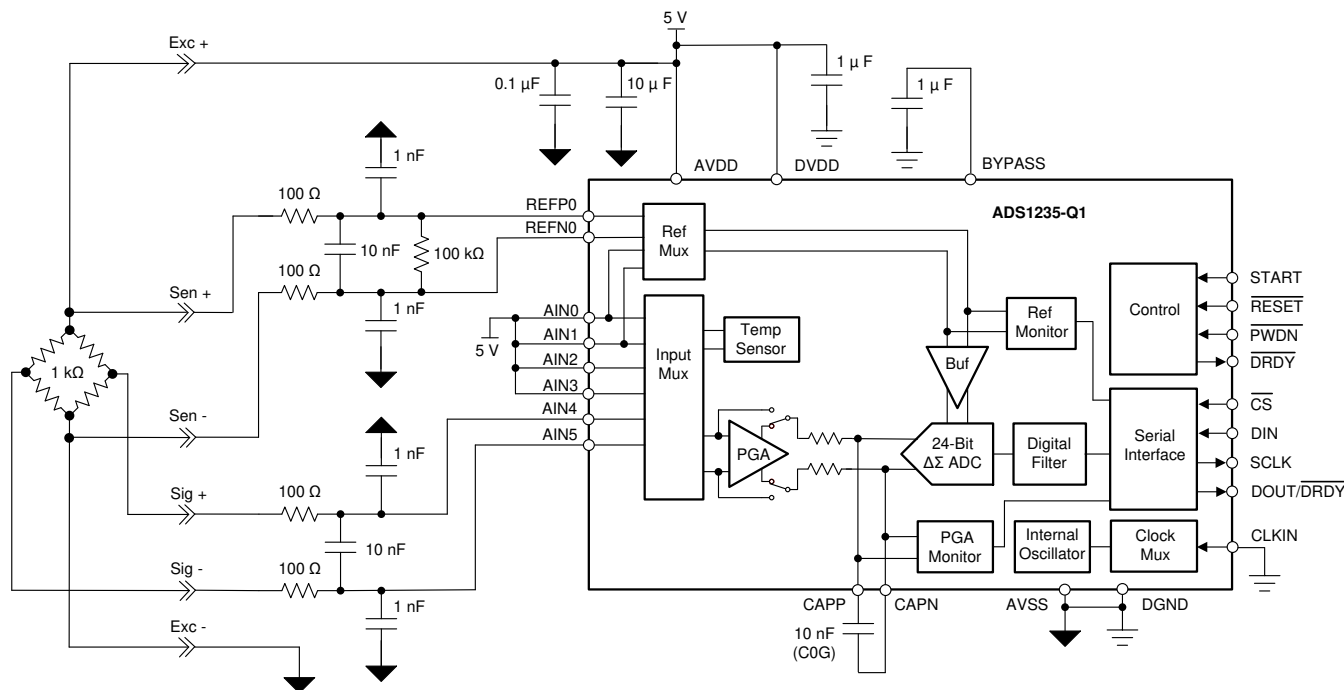 5 V
Exc +
0.1 µF
10 µ F
1 µ F
1 µ F
1 nF
AVDD
DVDD
BYPASS
ADS1235-Q1
100 Ω
REFP0
REFN0
Ref
Mux
10 nF
100 kΩ
100 Ω
Sen +
1 nF
START
RESET
PWDN
DRDY
Control
AIN0
AIN1
AIN2
AIN3
AIN4
AIN5
5 V
Input
Mux
Temp
Sensor
Ref
Monitor
Buf
1 kΩ
Sen -
CS
DIN
SCLK
DOUT/DRDY
CLKIN
PGA
24-Bit
ΔΣ ADC
Digital
Filter
Serial
Interface
1 nF
Sig +
100 Ω
10 nF
PGA
Monitor
Internal
Oscillator
Clock
Mux
Sig -
100 Ω
1 nF
CAPP
CAPN
AVSS
DGND
10 nF
(C0G)
Exc -